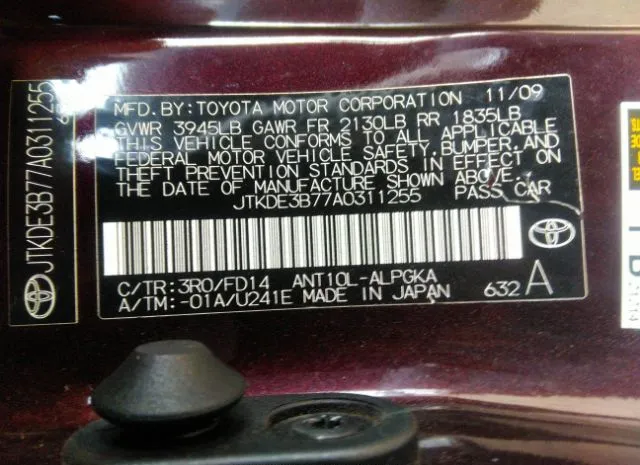 JTKDE3B77A0311255
MFD.BY:TOYOTA MOTOR CORPORATION 11/09
GVWR 3945LB GAWR FR 2130LB RR 1835LB
THIS VEHICLE CONFORMS TO ALL APPLICABLE
FEDERAL MOTOR VEHICLE SAFETY,BUMPER,AND
THEFT PREVENTION STANDARDS IN EFFECT ON
THE DATE OF MANUFACTURE SHOWN ABOVE.
JTKDE3B77A0311255 PASS CAR
C/TR:3R0/FD14 ANT10L-ALPGKA
A/TM:-01A/U241E MADE IN JAPAN 632 A
TOYOTA